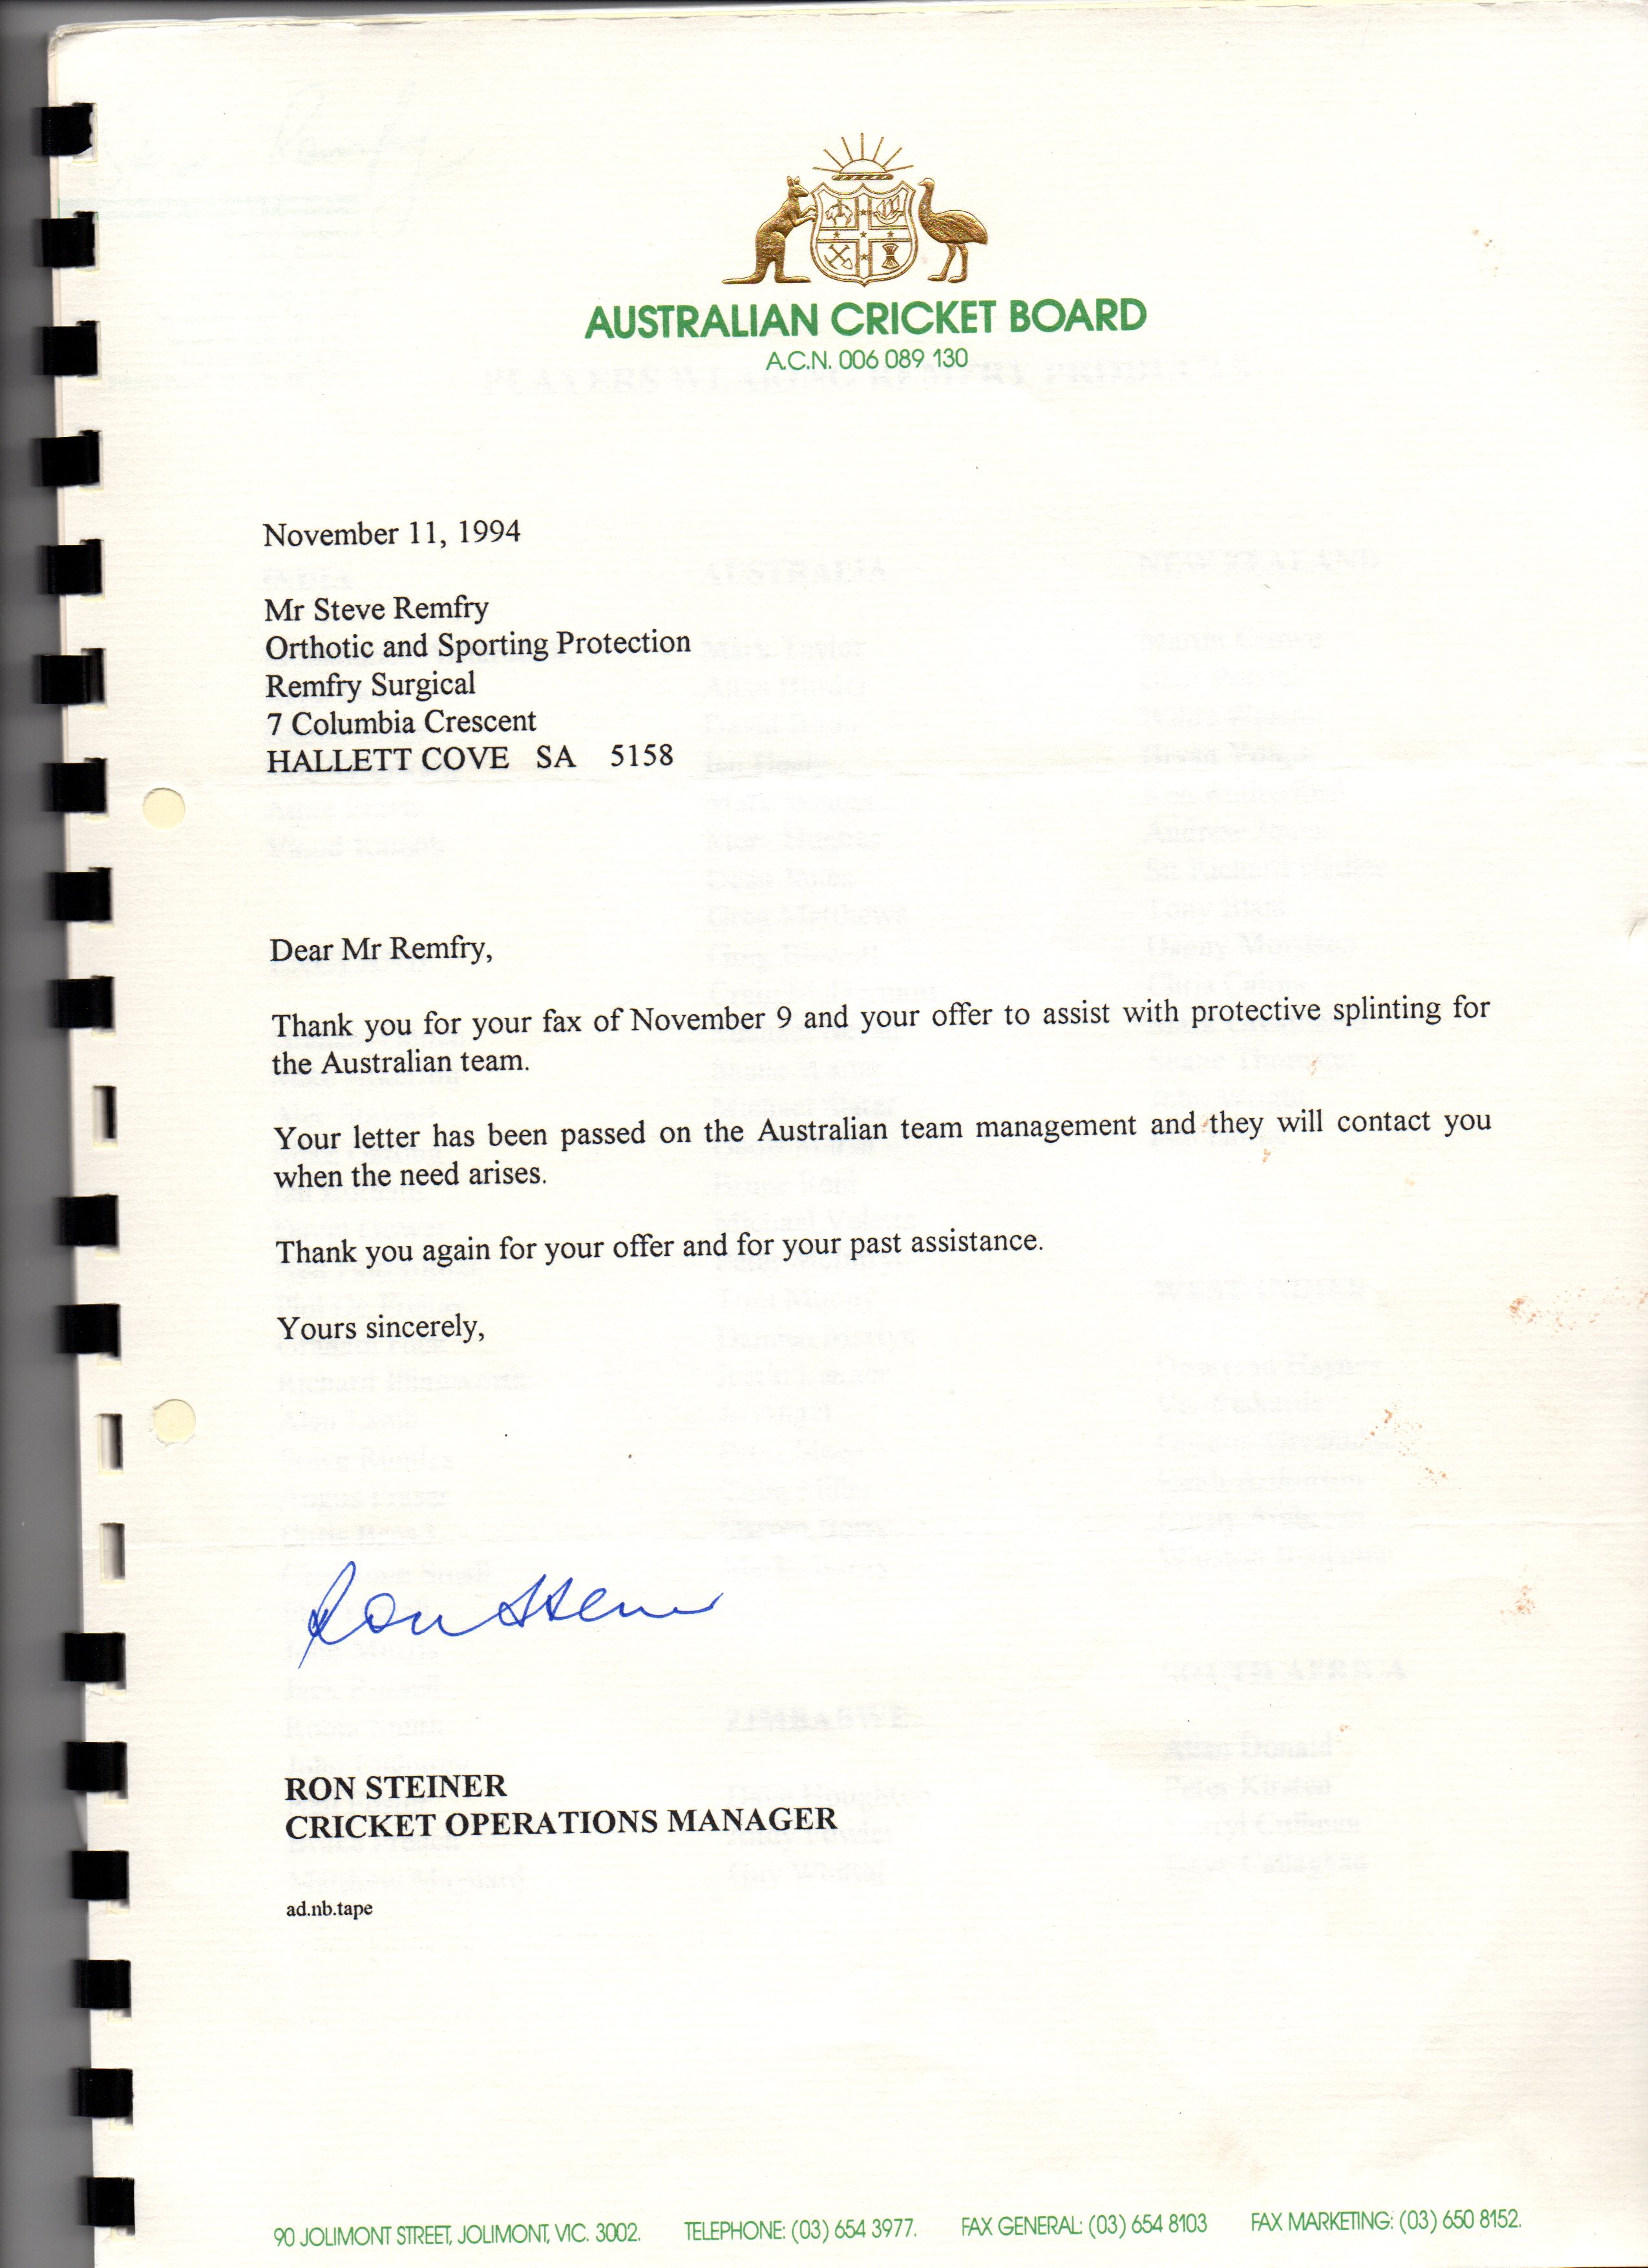 AUSTRALIAN CRICKET BOARD
A.C.N. 006 089 130
November 11, 1994
Mr Steve Remfry
Orthotic and Sporting Protection
Remfry Surgical
7 Columbia Crescent
HALLETT COVE SA 5158
Dear Mr Remfry,
Thank you for your fax of November 9 and your offer to assist with protective splinting for
the Australian team.
Your letter has been passed on the Australian team management and they will contact you
when the need arises.
Thank you again for your offer and for your past assistance.
Yours sincerely,
Ron Steiner
RON STEINER
CRICKET OPERATIONS MANAGER
ad.nb.tape
90 JOLIMONT STREET, JOLIMONT, VIC. 3002. TELEPHONE: (03) 654 3977. FAX GENERAL: (03) 654 8103 FAX MARKETING: (03) 650 8152.